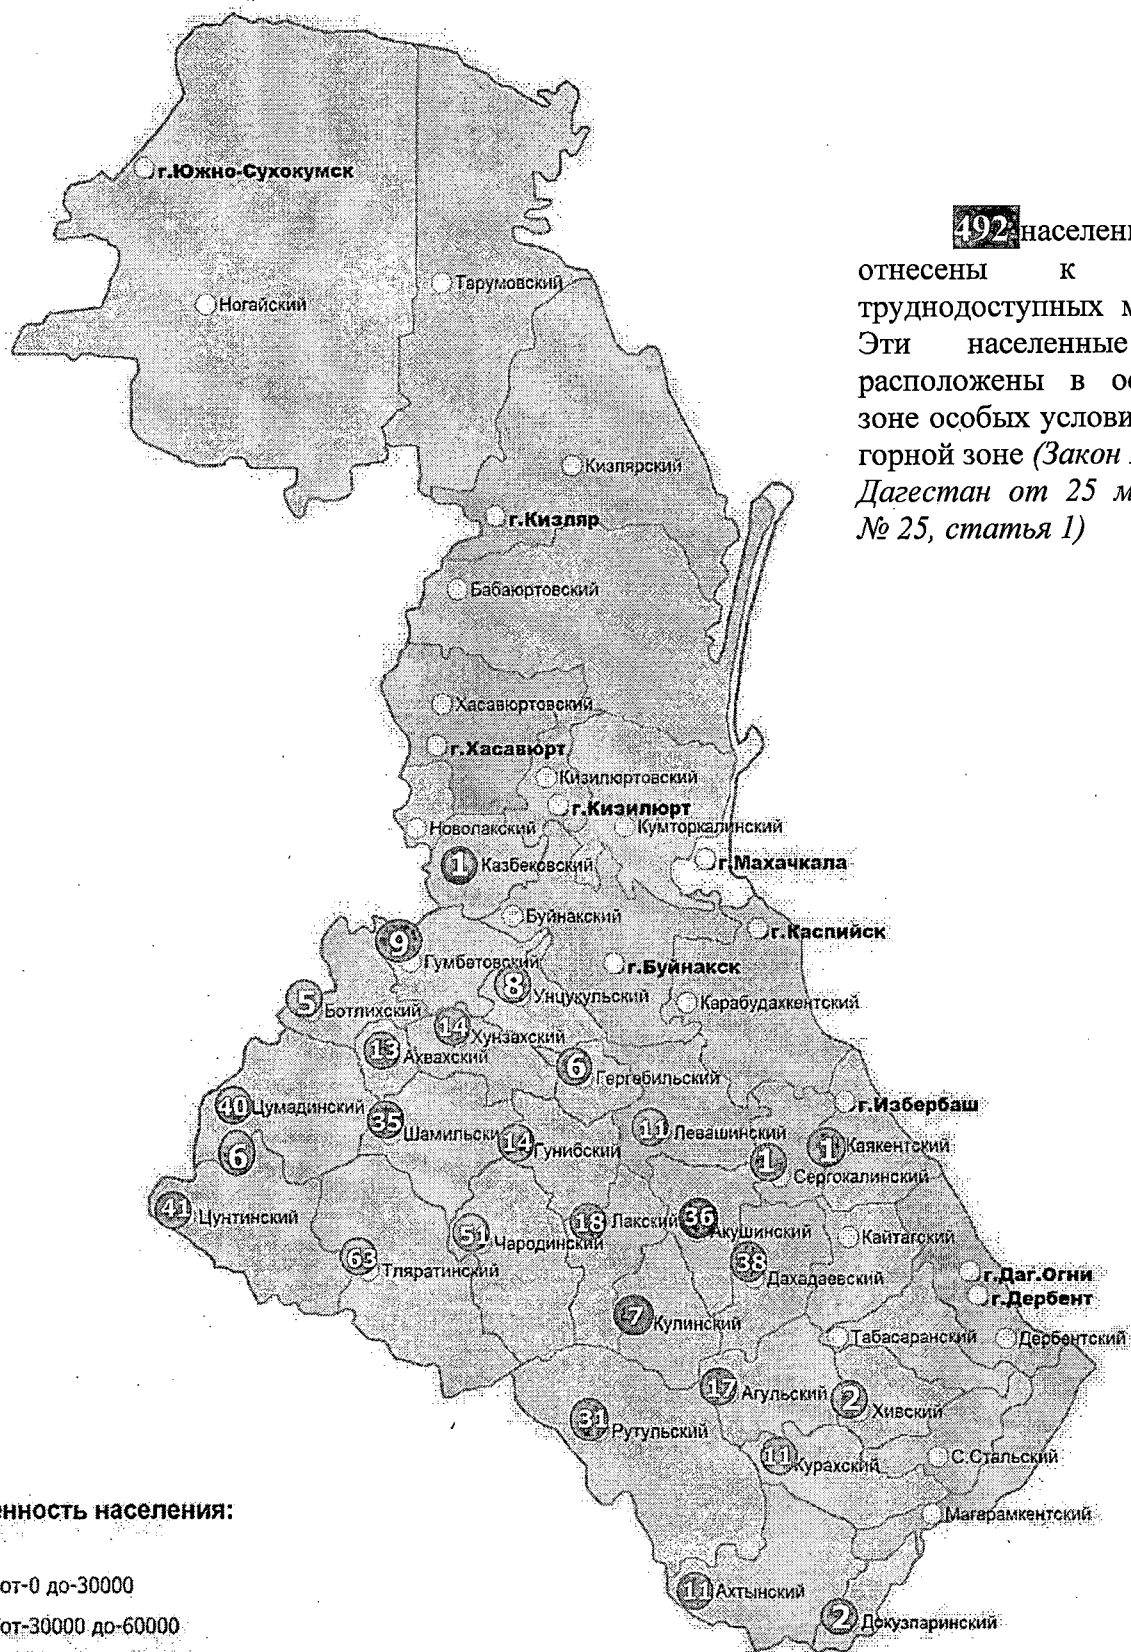 г.Южно-Сухокумск
492 населен
отнесены к
труднодоступных м
Эти населенные
расположены в о
зоне особых услови
горной зоне (Закон
Дагестан от 25 м
№ 25, статья 1)
Тарумовский
Ногайский
Кизлярский
г.Кизляр
Бабаюртовский
Хасавюртовский
г.Хасавюрт
Кизилюртовский
г.Кизилюрт
Новолакский
Кумторкалинский
1 Казбековский
г.Махачкала
Буйнакский
г.Каспийск
9
Гумбетовский
г.Буйнакск
8 Унцукульский
5 Ботлихский
Карабудахкентский
14 Хунзахский
13 Ахвахский
6 Гергебильский
40 Цумадинский
г.Избербаш
35 Шамильски
14 Гунибский
11 Левашинский
1 Каякентский
6
1
Сергокалинский
41 Цунтинский
51 Чародинский
18 Лакский
36 Акушинский
Кайтагский
63 Тляратинский
38 Дахадаевский
г.Даг.Огни
г.Дербент
7 Кулинский
Табасаранский
Дербентский
17 Агульский
2 Хивский
31 Рутульский
11 Курахский
С.Стальский
енность населения:
Магарамкентский
от-0 до-30000
11 Ахтынский
от-30000 до-60000
2 Докузпаринский